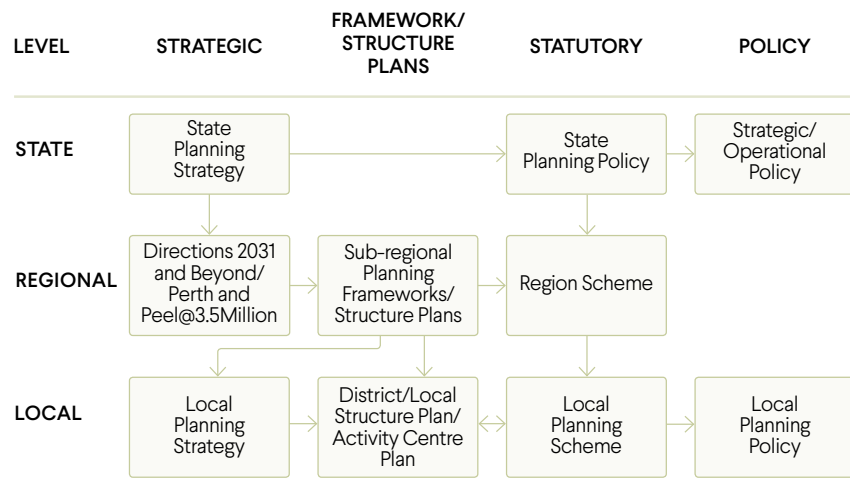 LEVEL
STRATEGIC
FRAMEWORK/
STRUCTURE
PLANS
STATUTORY
POLICY
STATE
State
Planning
Strategy
State
Planning Policy
Strategic/
Operational
Policy
REGIONAL
Directions 2031
and Beyond/
Perth and
Peel@3.5Million
Sub-regional
Planning
Frameworks/
Structure Plans
Region Scheme
LOCAL
Local
Planning
Strategy
District/Local
Structure Plan/
Activity Centre
Plan
Local
Planning
Scheme
Local
Planning
Policy